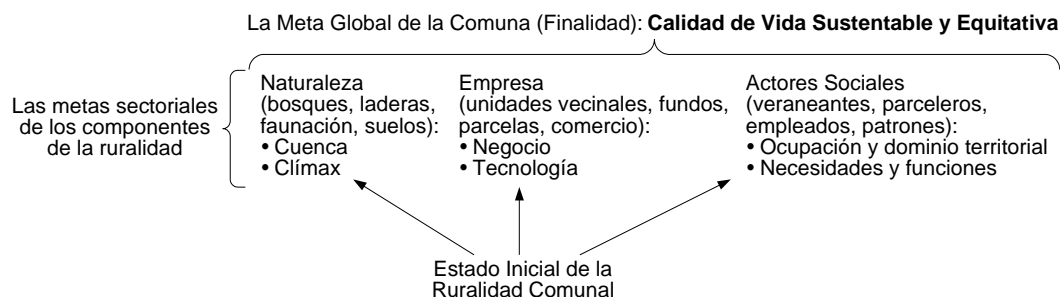 La Meta Global de la Comuna (Finalidad): Calidad de Vida Sustentable y Equitativa
Las metas sectoriales
de los componentes
de la ruralidad
Naturaleza
(bosques, laderas,
faunación, suelos):
• Cuenca
• Clímax
Empresa
(unidades vecinales, fundos,
parcelas, comercio):
• Negocio
• Tecnología
Actores Sociales
(veraneantes, parceleros,
empleados, patrones):
• Ocupación y dominio territorial
• Necesidades y funciones
Estado Inicial de la
Ruralidad Comunal